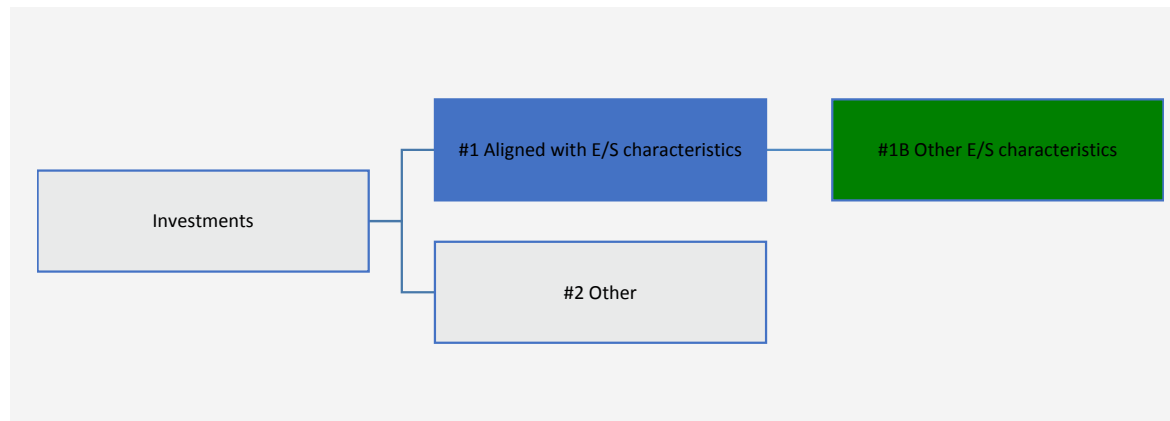 Investments
#1 Aligned with E/S characteristics
#1B Other E/S characteristics
#2 Other